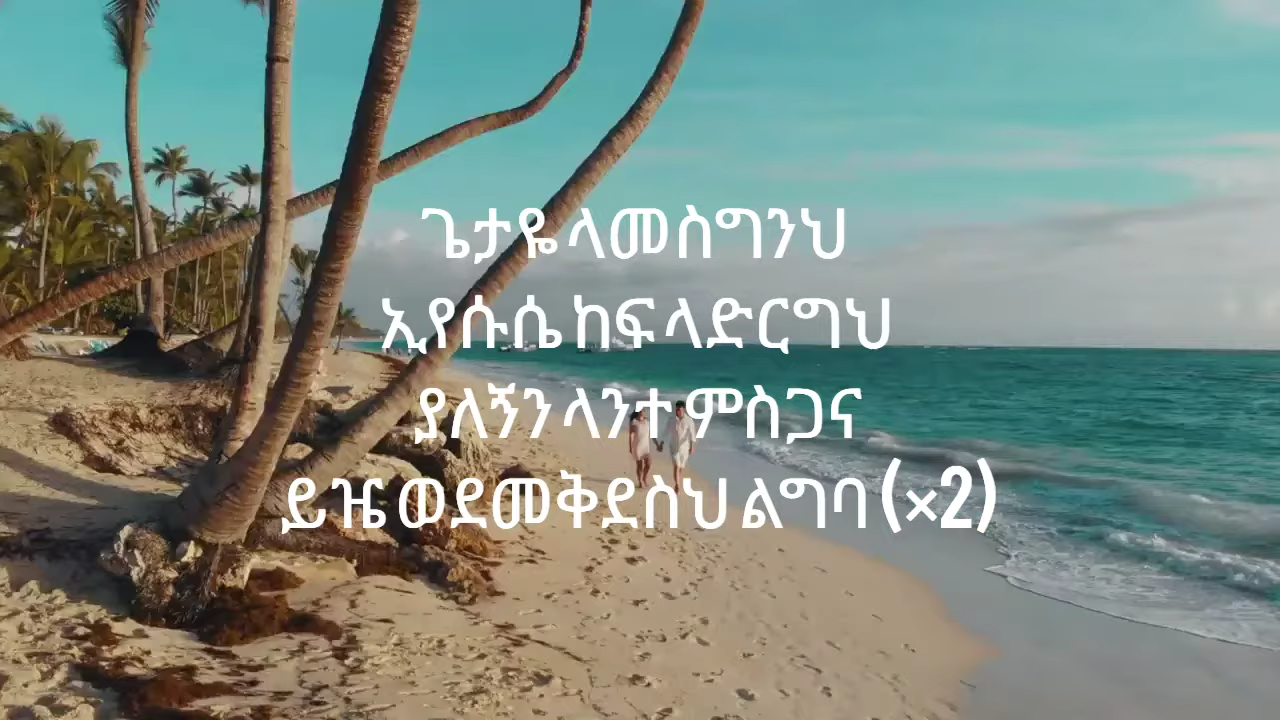 ጌታዬ ላመስግንህ
ኢየሱሴ ከፍ ላድርግህ
ያለኝን ላንተ ምስጋና
ይዤ ወደመቅደስህ ልግባ (×2)